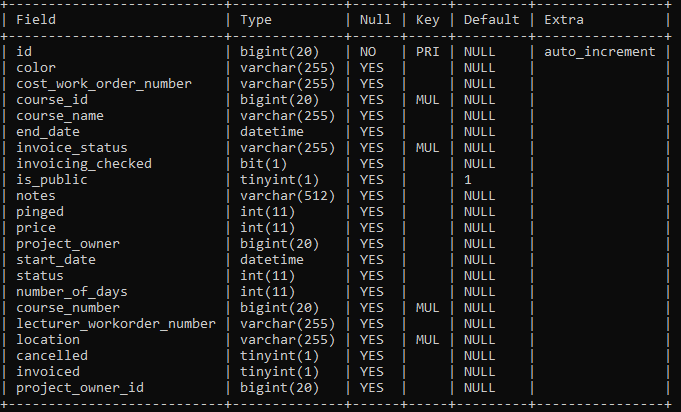 +------------------------+--------------+------+-----+---------+----------------+
| Field                  | Type         | Null | Key | Default | Extra          |
+------------------------+--------------+------+-----+---------+----------------+
| id                     | bigint(20)   | NO   | PRI | NULL    | auto_increment |
| color                  | varchar(255) | YES  |     | NULL    |                |
| cost_work_order_number | varchar(255) | YES  |     | NULL    |                |
| course_id              | bigint(20)   | YES  | MUL | NULL    |                |
| course_name            | varchar(255) | YES  |     | NULL    |                |
| end_date               | datetime     | YES  |     | NULL    |                |
| invoice_status         | varchar(255) | YES  | MUL | NULL    |                |
| invoicing_checked      | bit(1)       | YES  |     | NULL    |                |
| is_public              | tinyint(1)   | YES  |     | 1       |                |
| notes                  | varchar(512) | YES  |     | NULL    |                |
| pinged                 | int(11)      | YES  |     | NULL    |                |
| price                  | int(11)      | YES  |     | NULL    |                |
| project_owner          | bigint(20)   | YES  |     | NULL    |                |
| start_date             | datetime     | YES  |     | NULL    |                |
| status                 | int(11)      | YES  |     | NULL    |                |
| number_of_days         | int(11)      | YES  |     | NULL    |                |
| course_number          | bigint(20)   | YES  | MUL | NULL    |                |
| lecturer_workorder_number | varchar(255) | YES  |     | NULL    |                |
| location               | varchar(255) | YES  | MUL | NULL    |                |
| cancelled              | tinyint(1)   | YES  |     | NULL    |                |
| invoiced               | tinyint(1)   | YES  |     | NULL    |                |
| project_owner_id       | bigint(20)   | YES  |     | NULL    |                |
+------------------------+--------------+------+-----+---------+----------------+